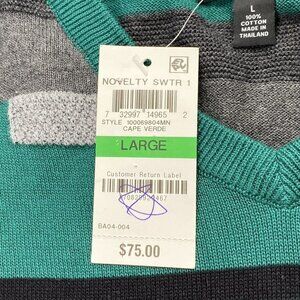 L
100%
COTTON
MADE IN
THAILAND
NOVELTY SWTR 1
7 32997 14965 2
STYLE 100069804MN
CAPE VERDE
LARGE
Customer Return Label
BA04-004
$75.00